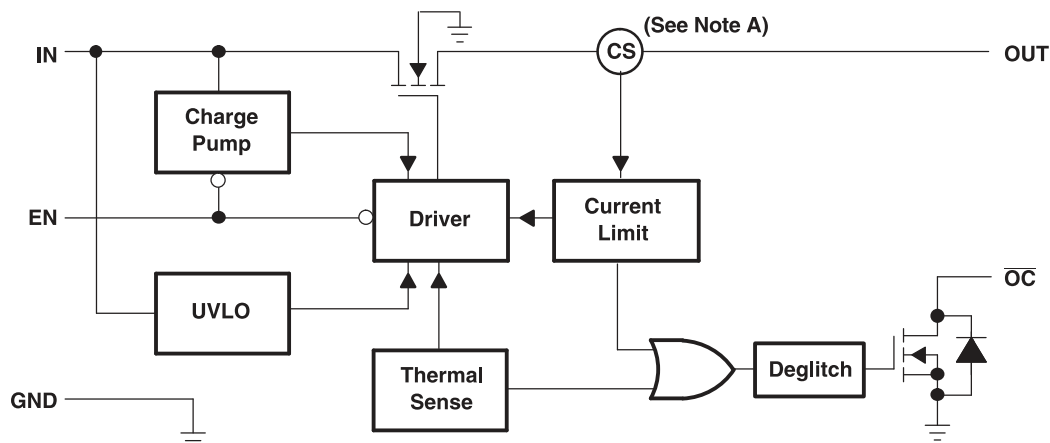 (See Note A)
IN
CS
OUT
Charge
Pump
EN
Driver
Current
Limit
UVLO
OC
Thermal
Sense
Deglitch
GND